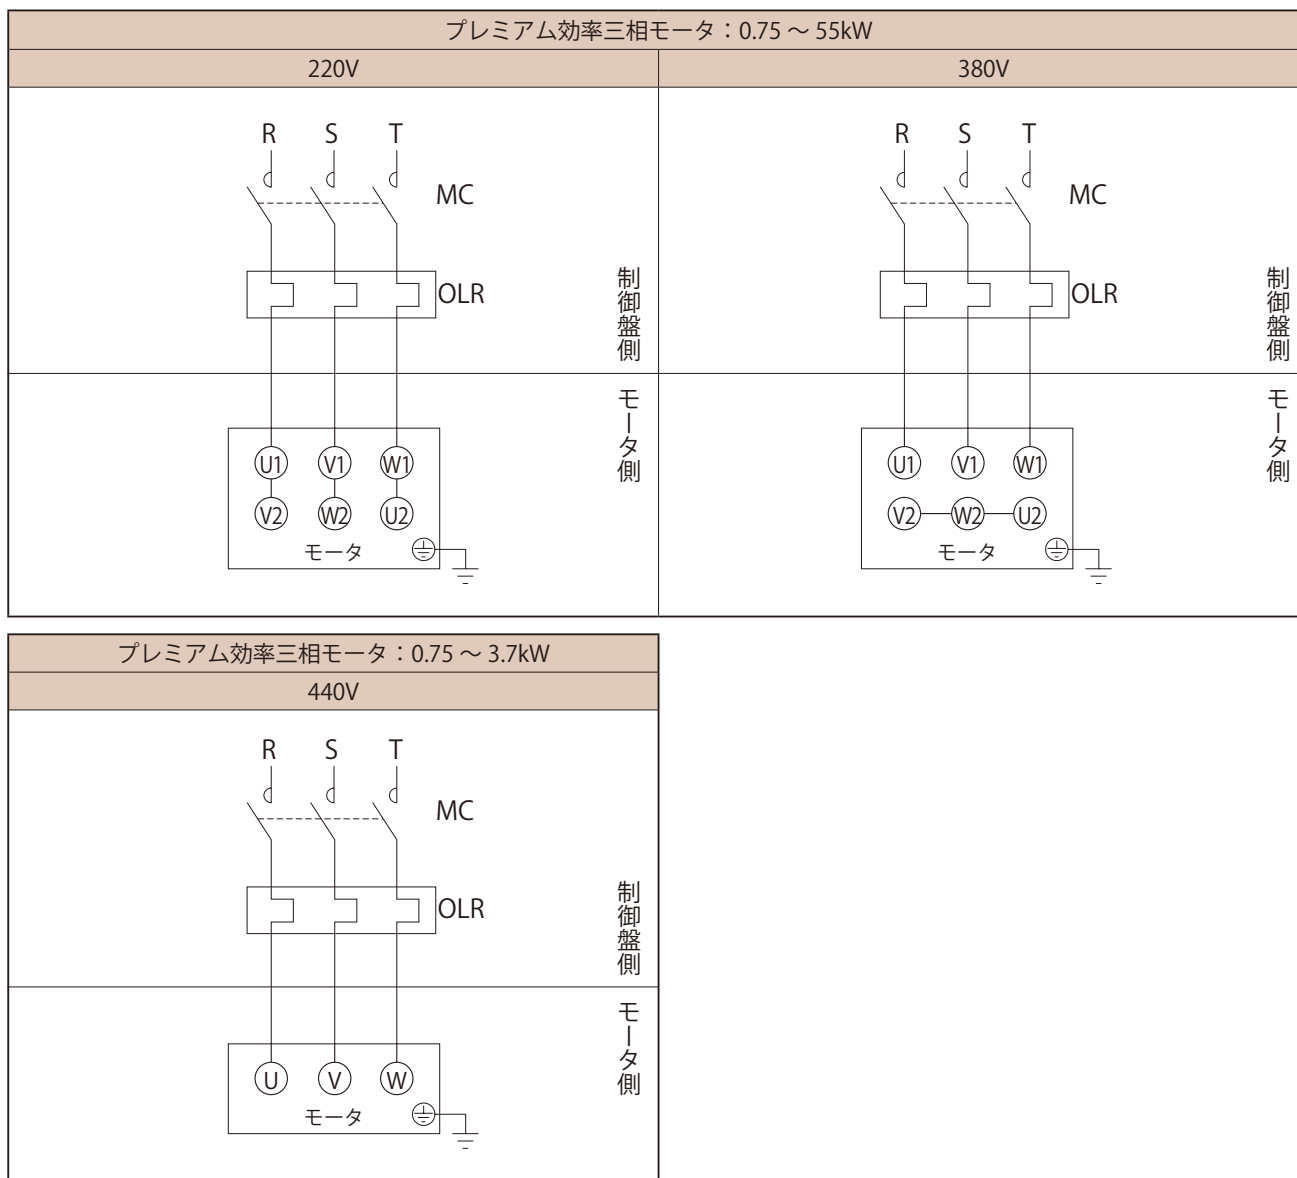 プレミアム効率三相モータ：0.75 ～ 55kW
220V
380V
R S T
MC
OLR
制御盤側
モータ側
U1 V1 W1
V2 W2 U2
モータ
R S T
MC
OLR
制御盤側
モータ側
U1 V1 W1
V2 W2 U2
モータ
プレミアム効率三相モータ：0.75 ～ 3.7kW
440V
R S T
MC
OLR
制御盤側
モータ側
U V W
モータ